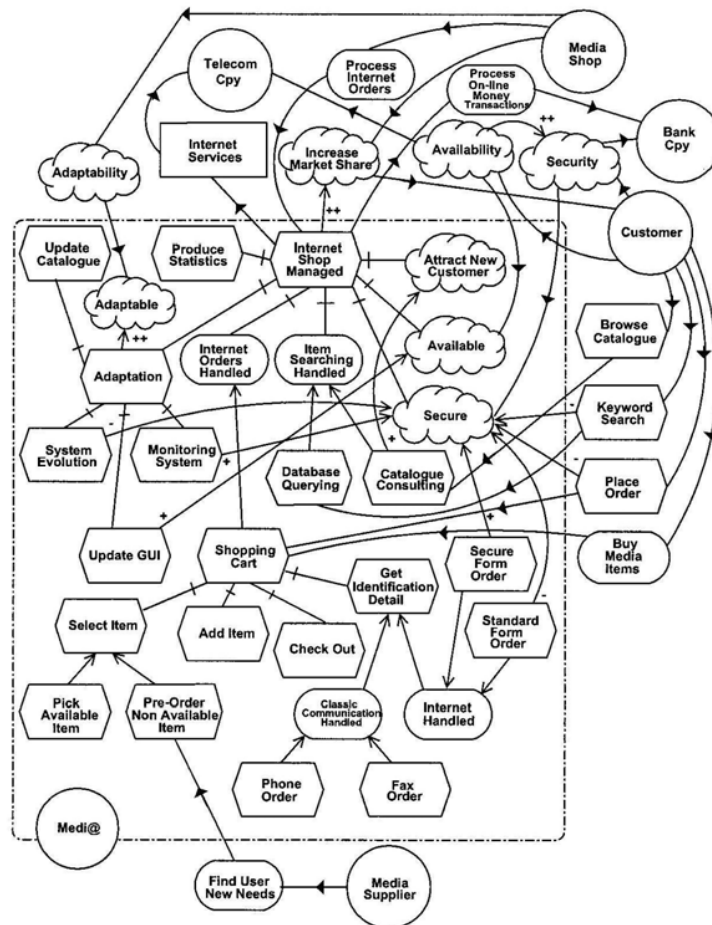 Media
Shop
Telecom
Cpy
Process
Internet
Orders
Process
On-line
Money
Transactions
Bank
Cpy
++
Internet
Services
Increase
Market Share
Availability
Security
Adaptability
++
Customer
Update
Catalogue
Produce
Statistics
Internet
Shop
Managed
Attract New
Customer
Adaptable
++
Browse
Catalogue
Internet
Orders
Handled
Item
Searching
Handled
Available
Adaptation
Keyword
Search
-
Secure
-
System
Evolution
Monitoring
System
+
+
Database
Querying
Catalogue
Consulting
-
Place
Order
+
+
Update GUI
Shopping
Cart
Secure
Form
Order
Buy
Media
Items
Get
Identification
Detail
-
Select Item
Add Item
Check Out
Standard
Form
Order
Pick
Available
Item
Pre-Order
Non Available
Item
Classic
Communication
Handled
Internet
Handled
Phone
Order
Fax
Order
Medi@
Find User
New Needs
Media
Supplier